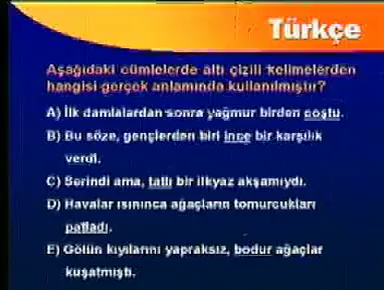 Türkçe
Aşağıdaki cümlelerde altı çizili kelimelerden
hangisi gerçek anlamında kullanılmıştır?
A) İlk damlalardan sonra yağmur birden coştu.
B) Bu söze, gençlerden biri ince bir karşılık
verdi.
C) Serindi ama, tatlı bir ilkyaz akşamıydı.
D) Havalar ısınınca ağaçların tomurcukları
patladı.
E) Gölün kıyılarını yapraksız, bodur ağaçlar
kuşatmıştı.